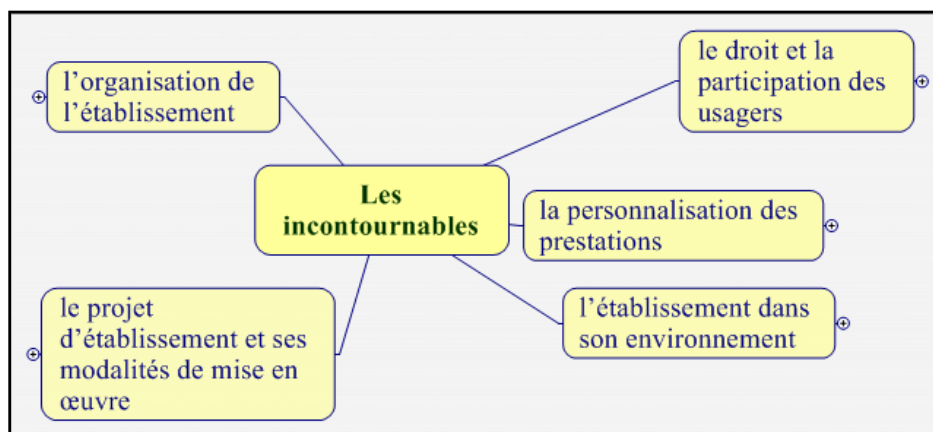 l’organisation de
l’établissement
le droit et la
participation des
usagers
Les
incontournables
la personnalisation des
prestations
le projet
d’établissement et ses
modalités de mise en
œuvre
l’établissement dans
son environnement